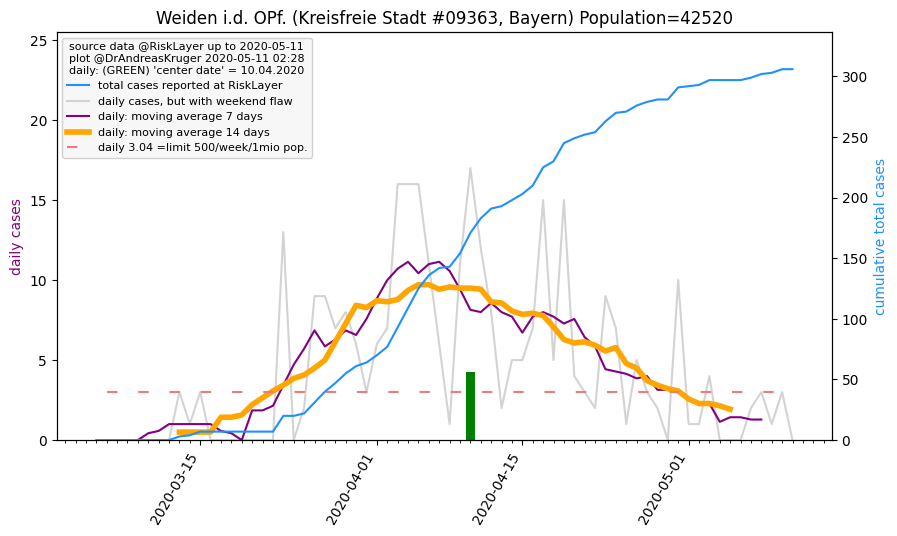 Weiden i.d. OPf. (Kreisfreie Stadt #09363, Bayern) Population=42520
source data @RiskLayer up to 2020-05-11
plot @DrAndreasKruger 2020-05-11 02:28
daily: (GREEN) 'center date' = 10.04.2020
total cases reported at RiskLayer
daily cases, but with weekend flaw
daily: moving average 7 days
daily: moving average 14 days
daily 3.04 =limit 500/week/1mio pop.
daily cases
25
20
15
10
5
0
cumulative total cases
300
250
200
150
100
50
0
2020-03-15
2020-04-01
2020-04-15
2020-05-01